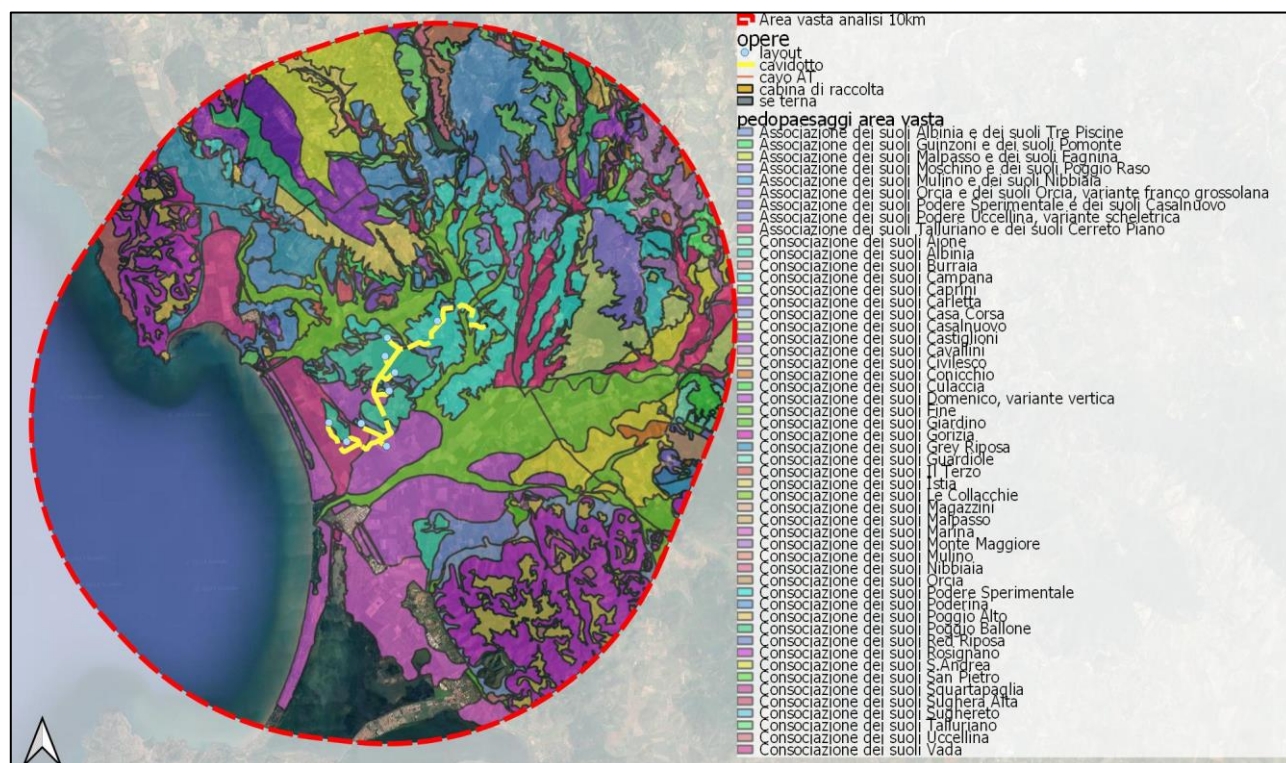 Area vasta analisi 10km
opere
layout
cavidotto
cavo AT
cabina di raccolta
se terna
pedopaesaggi area vasta
Associazione dei suoli Albinia e dei suoli Tre Piscine
Associazione dei suoli Guinzoni e dei suoli Pomonte
Associazione dei suoli Malpasso e dei suoli Fagnina
Associazione dei suoli Moschino e dei suoli Poggio Raso
Associazione dei suoli Mulino e dei suoli Nibbiaia
Associazione dei suoli Orcia e dei suoli Orcia, variante franco grossolana
Associazione dei suoli Podere Sperimentale e dei suoli Casalnuovo
Associazione dei suoli Podere Uccellina, variante scheletrica
Associazione dei suoli Talluriano e dei suoli Cerreto Piano
Consociazione dei suoli Aione
Consociazione dei suoli Albinia
Consociazione dei suoli Burraia
Consociazione dei suoli Campana
Consociazione dei suoli Caprini
Consociazione dei suoli Carletta
Consociazione dei suoli Casa Corsa
Consociazione dei suoli Casalnuovo
Consociazione dei suoli Castiglioni
Consociazione dei suoli Cavallini
Consociazione dei suoli Civilesco
Consociazione dei suoli Conicchio
Consociazione dei suoli Culaccia
Consociazione dei suoli Domenico, variante vertica
Consociazione dei suoli Fine
Consociazione dei suoli Giardino
Consociazione dei suoli Gorizia
Consociazione dei suoli Grey Riposa
Consociazione dei suoli Guardiole
Consociazione dei suoli Il Terzo
Consociazione dei suoli Istia
Consociazione dei suoli Le Collacchie
Consociazione dei suoli Magazzini
Consociazione dei suoli Malpasso
Consociazione dei suoli Marina
Consociazione dei suoli Monte Maggiore
Consociazione dei suoli Mulino
Consociazione dei suoli Nibbiaia
Consociazione dei suoli Orcia
Consociazione dei suoli Podere Sperimentale
Consociazione dei suoli Poderina
Consociazione dei suoli Poggio Alto
Consociazione dei suoli Poggio Ballone
Consociazione dei suoli Red Riposa
Consociazione dei suoli Rosignano
Consociazione dei suoli S.Andrea
Consociazione dei suoli San Pietro
Consociazione dei suoli Squartapaglia
Consociazione dei suoli Sughera Alta
Consociazione dei suoli Sughereto
Consociazione dei suoli Talluriano
Consociazione dei suoli Uccellina
Consociazione dei suoli Vada